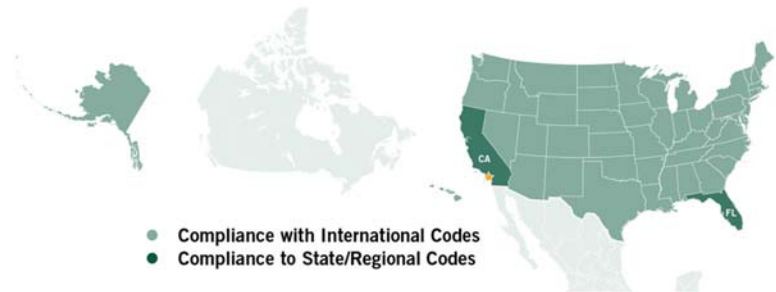 CA
FL
Compliance with International Codes
Compliance to State/Regional Codes